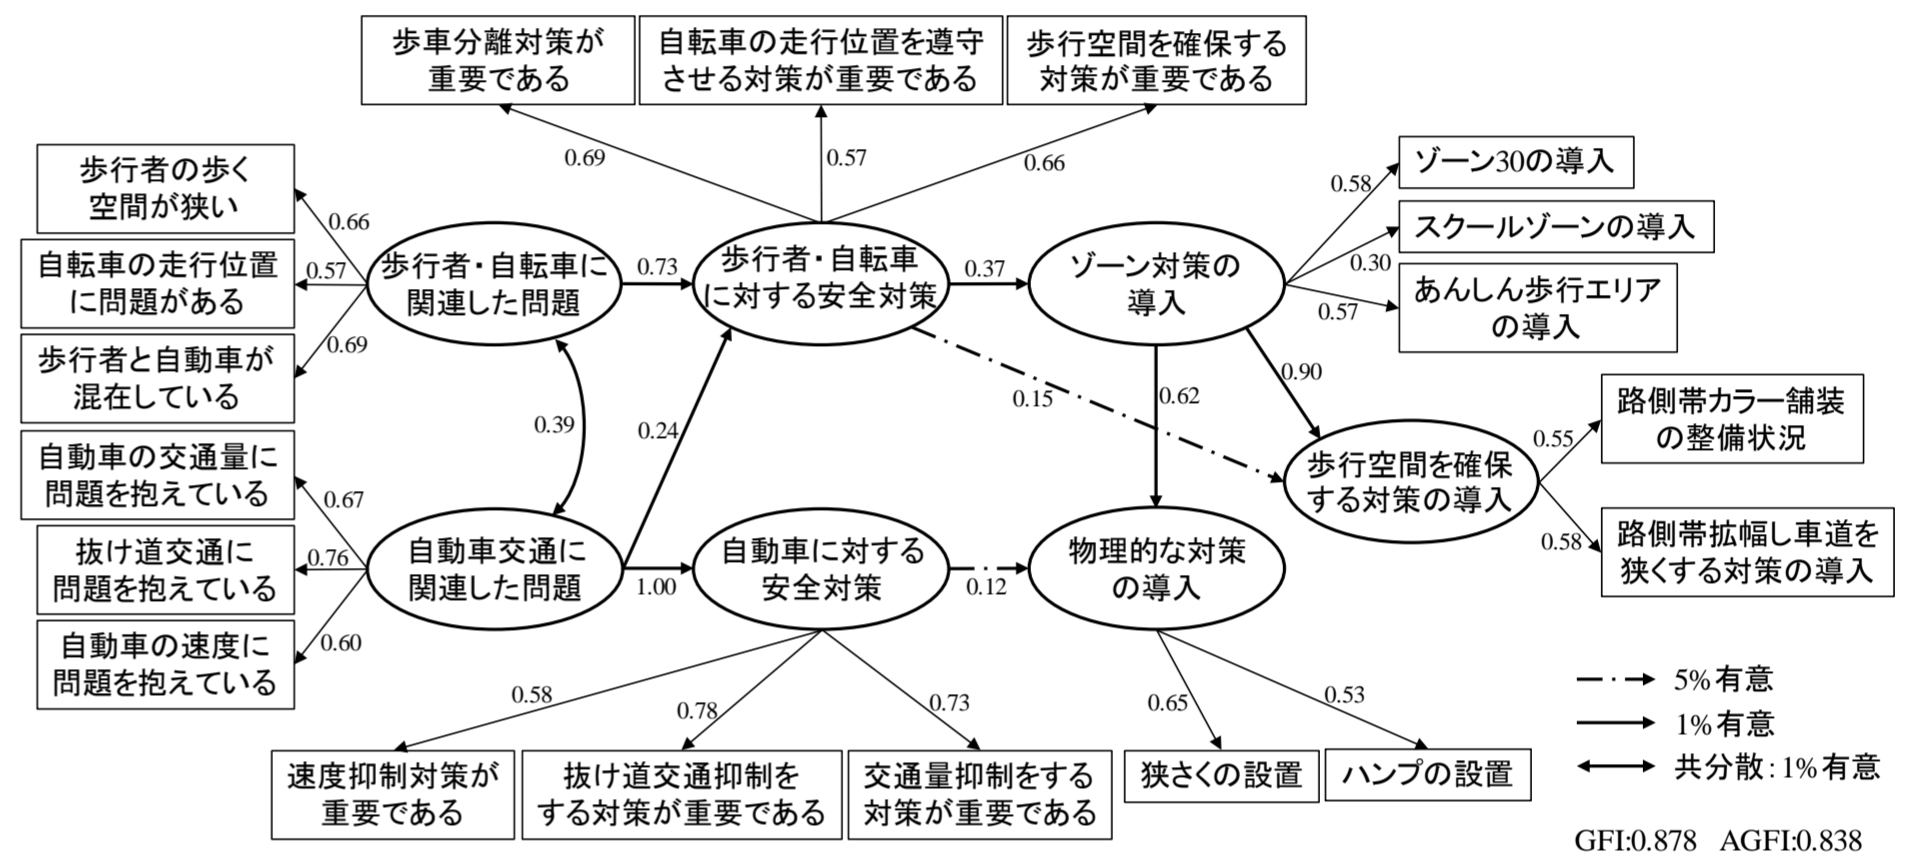 歩車分離対策が
重要である
自転車の走行位置を遵守
させる対策が重要である
歩行空間を確保する
対策が重要である
0.69
0.57
0.66
歩行者の歩く
空間が狭い
自転車の走行位置
に問題がある
歩行者と自動車が
混在している
0.66
0.57
0.69
歩行者・自転車に
関連した問題
0.73
歩行者・自転車
に対する安全対策
0.37
ゾーン対策の
導入
0.58
0.30
0.57
ゾーン30の導入
スクールゾーンの導入
あんしん歩行エリア
の導入
0.39
0.24
0.15
0.62
0.90
歩行空間を確保
する対策の導入
0.55
0.58
路側帯カラー舗装
の整備状況
路側帯拡幅し車道を
狭くする対策の導入
自動車の交通量に
問題を抱えている
抜け道交通に
問題を抱えている
自動車の速度に
問題を抱えている
0.67
0.76
0.60
自動車交通に
関連した問題
1.00
自動車に対する
安全対策
0.12
物理的な対策
の導入
0.58
0.78
0.73
0.65
0.53
速度抑制対策が
重要である
抜け道交通抑制を
する対策が重要である
交通量抑制をする
対策が重要である
狭さくの設置
ハンプの設置
5%有意
1%有意
共分散：1%有意
GFI:0.878 AGFI:0.838